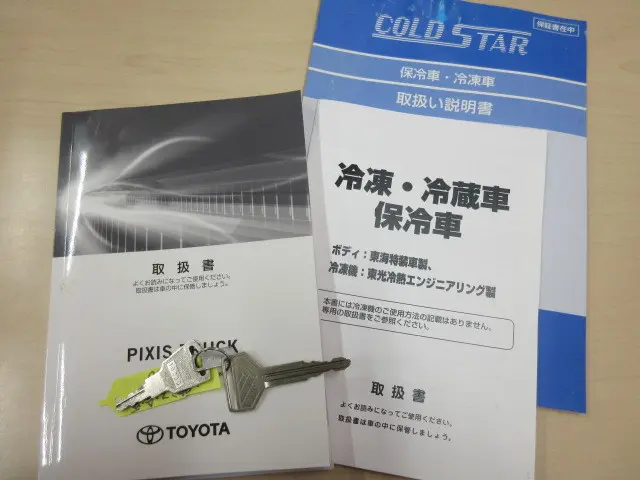 COLD STAR
保証書在中
保冷車・冷凍車
取扱い説明書
冷凍・冷蔵車
保冷車
ボディ：東海特装車製、
冷凍機：東光冷熱エンジニアリング製
本書には冷凍機のご使用方法の記載はありません。
専用の取扱書をご参照ください。
取扱書
よくお読みになってご使用ください。
取扱書は車の中に保管しましょう。
取扱書
よくお読みになってご使用ください。
取扱書は車の中に保管しましょう。
PIXIS TRUCK
TOYOTA